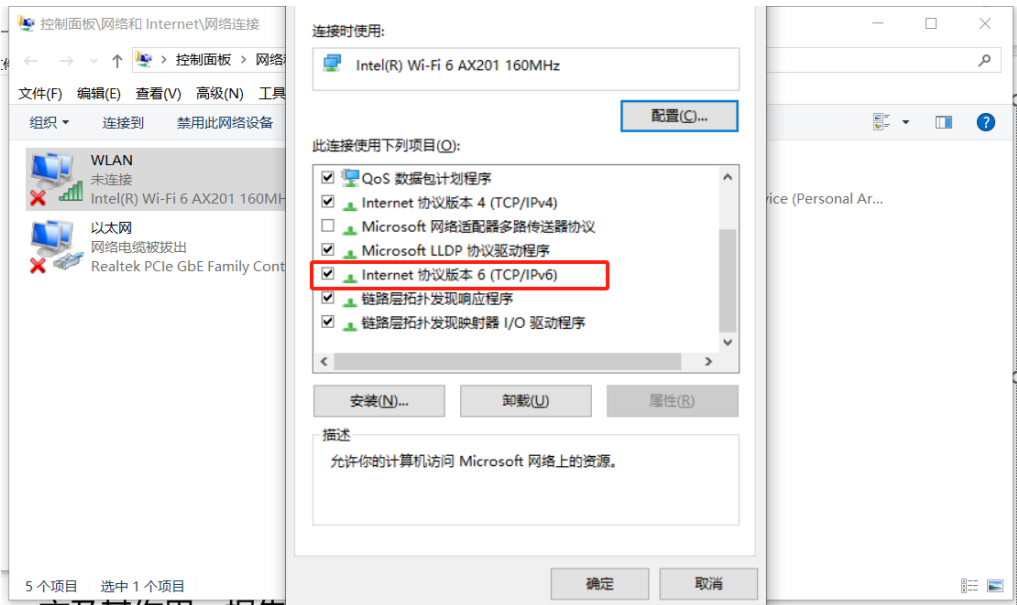 控制面板\网络和 Internet\网络连接
控制面板 > 网络
文件(F) 编辑(E) 查看(V) 高级(N) 工具
组织 连接到 禁用此网络设备
WLAN
未连接
Intel(R) Wi-Fi 6 AX201 160MH
以太网
网络电缆被拔出
Realtek PCIe GbE Family Cont
vice (Personal Ar...
5 个项目 选中 1 个项目
连接时使用:
Intel(R) Wi-Fi 6 AX201 160MHz
配置(C)...
此连接使用下列项目(O):
QoS 数据包计划程序
Internet 协议版本 4 (TCP/IPv4)
Microsoft 网络适配器多路传送器协议
Microsoft LLDP 协议驱动程序
Internet 协议版本 6 (TCP/IPv6)
链路层拓扑发现响应程序
链路层拓扑发现映射器 I/O 驱动程序
安装(N)... 卸载(U) 属性(R)
描述
允许你的计算机访问 Microsoft 网络上的资源。
确定 取消